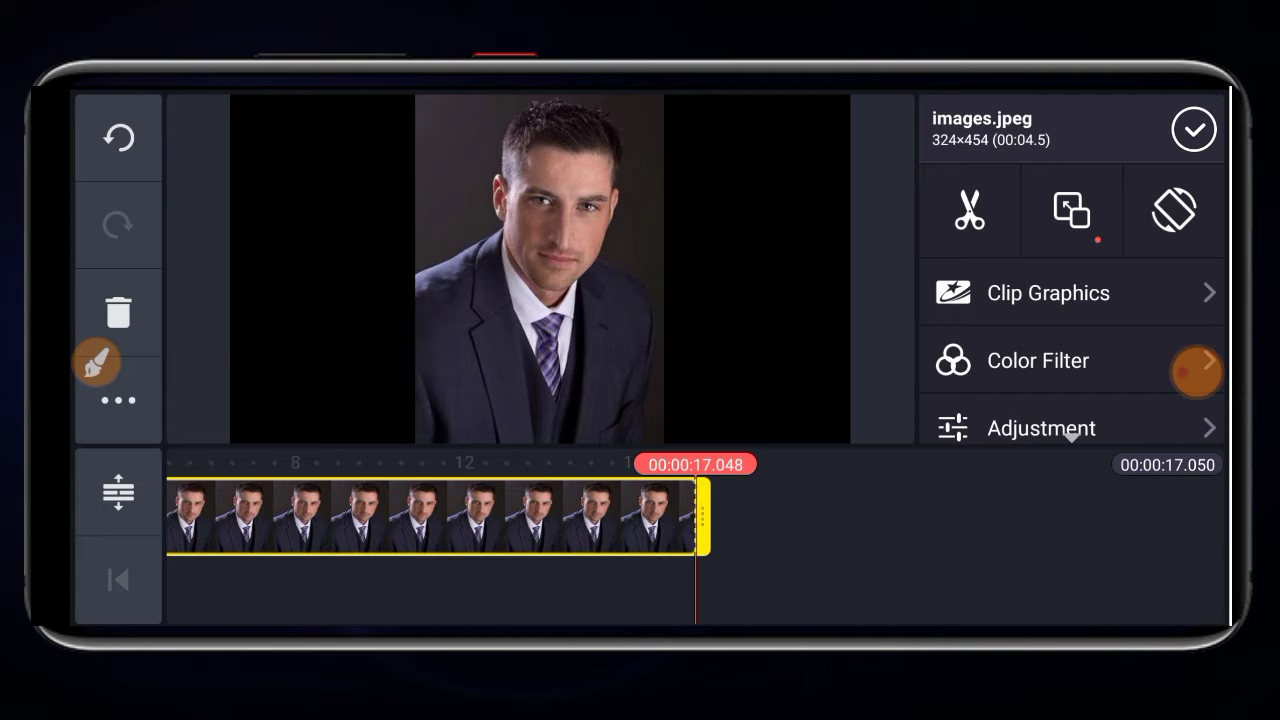 images.jpeg
324×454 (00:04.5)
Clip Graphics
Color Filter
Adjustment
8
12
1
00:00:17.048
00:00:17.050